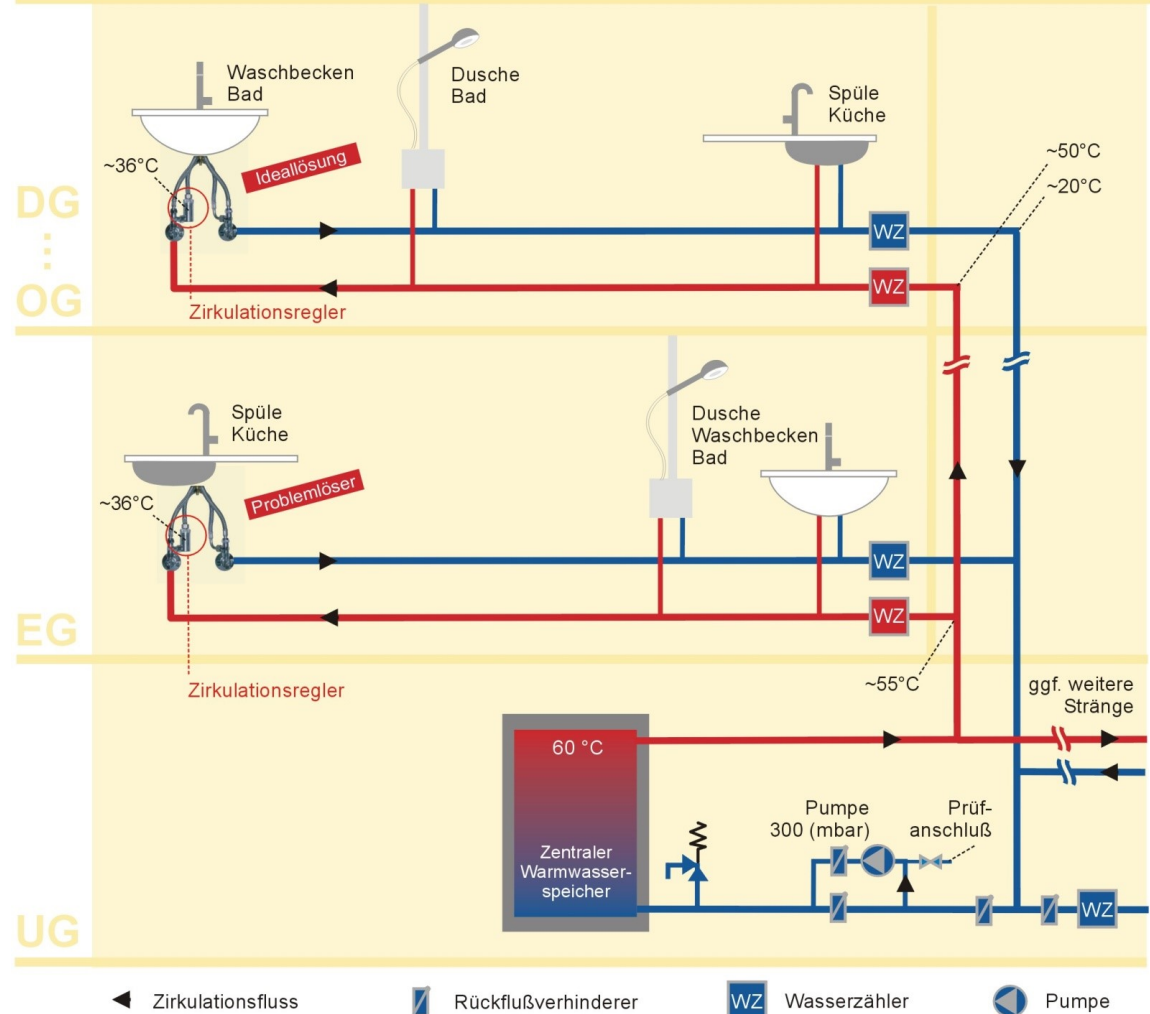 Waschbecken
Bad
Dusche
Bad
Spüle
Küche
~36°C
Ideallösung
~50°C
~20°C
DG
⋮
OG
WZ
WZ
Zirkulationsregler
Spüle
Küche
Dusche
Waschbecken
Bad
~36°C
Problemlöser
WZ
WZ
EG
Zirkulationsregler
~55°C
ggf. weitere
Stränge
60 °C
Zentraler
Warmwasser-
speicher
Pumpe
300 (mbar)
Prüf-
anschluß
WZ
UG
Zirkulationsfluss
Rückflußverhinderer
WZ
Wasserzähler
Pumpe